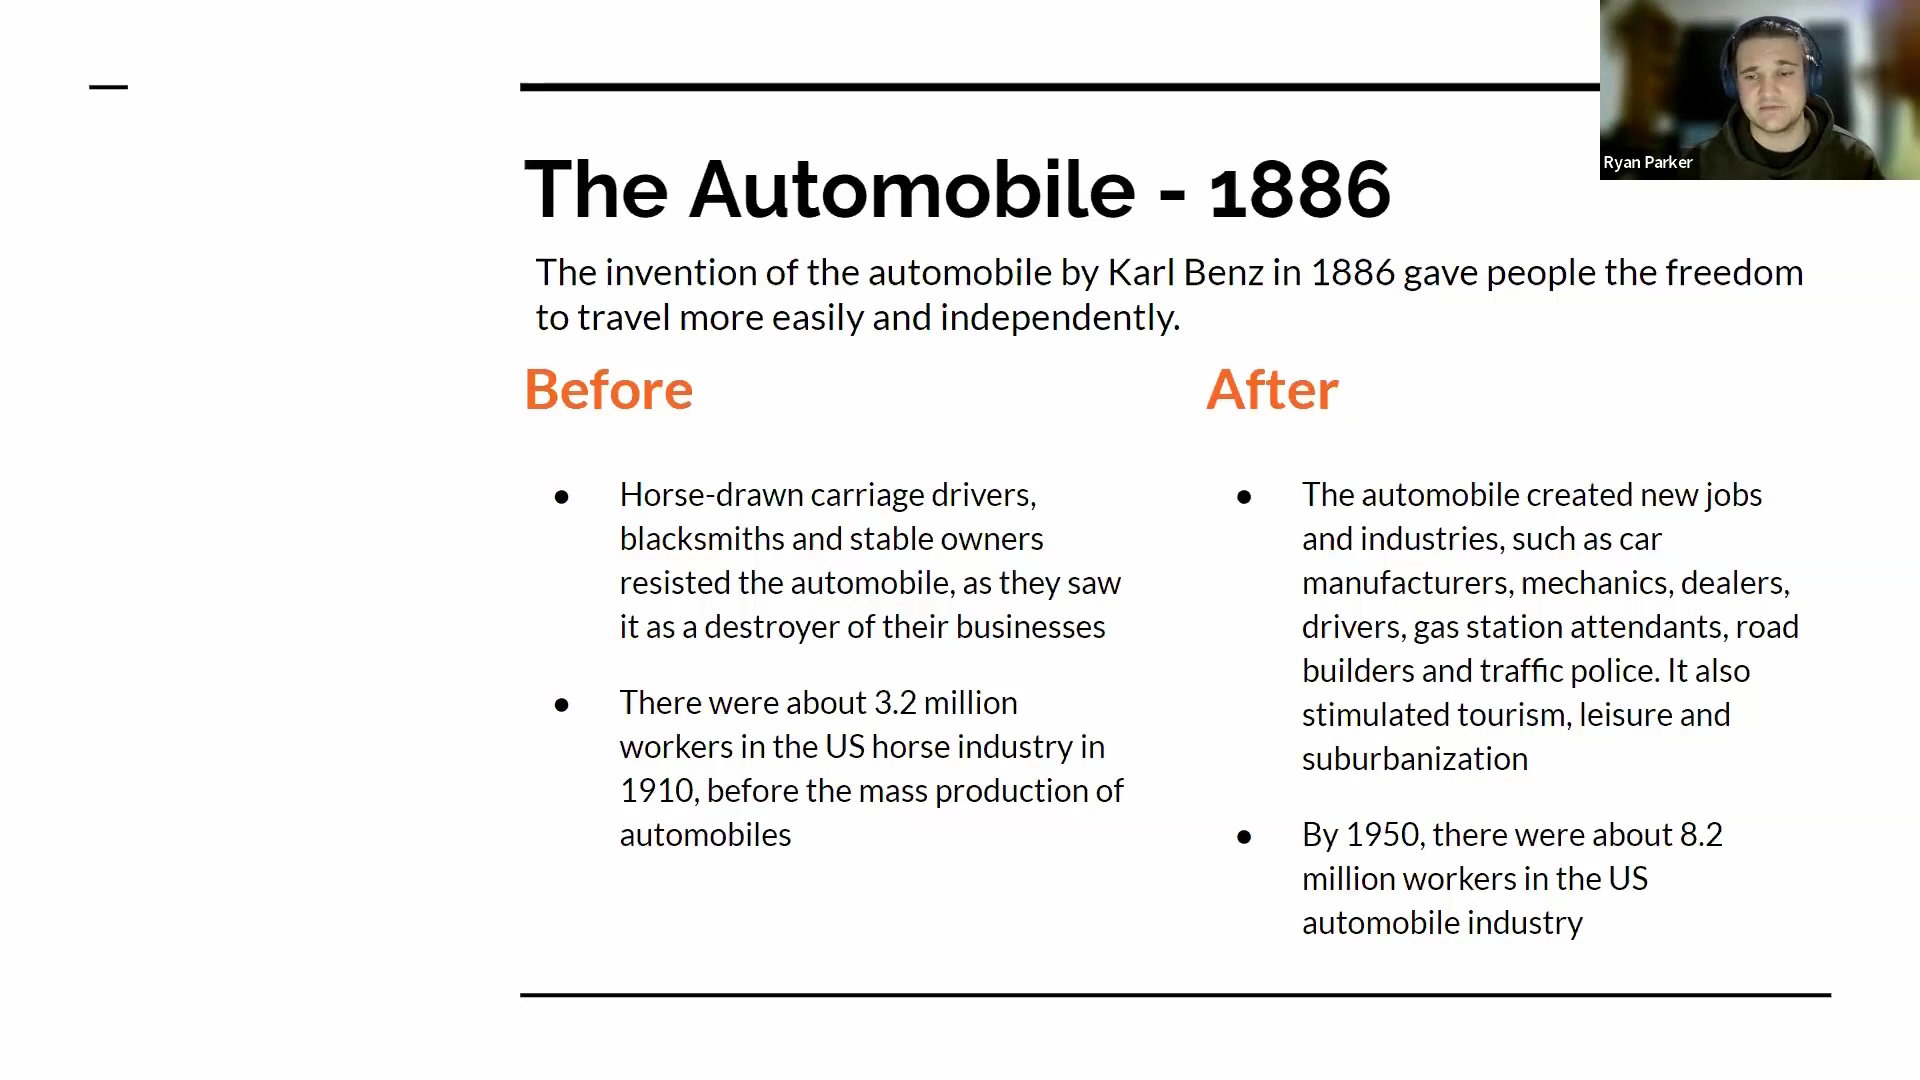 The Automobile - 1886
Ryan Parker
The invention of the automobile by Karl Benz in 1886 gave people the freedom
to travel more easily and independently.
Before
● Horse-drawn carriage drivers,
blacksmiths and stable owners
resisted the automobile, as they saw
it as a destroyer of their businesses
● There were about 3.2 million
workers in the US horse industry in
1910, before the mass production of
automobiles
After
● The automobile created new jobs
and industries, such as car
manufacturers, mechanics, dealers,
drivers, gas station attendants, road
builders and traffic police. It also
stimulated tourism, leisure and
suburbanization
● By 1950, there were about 8.2
million workers in the US
automobile industry